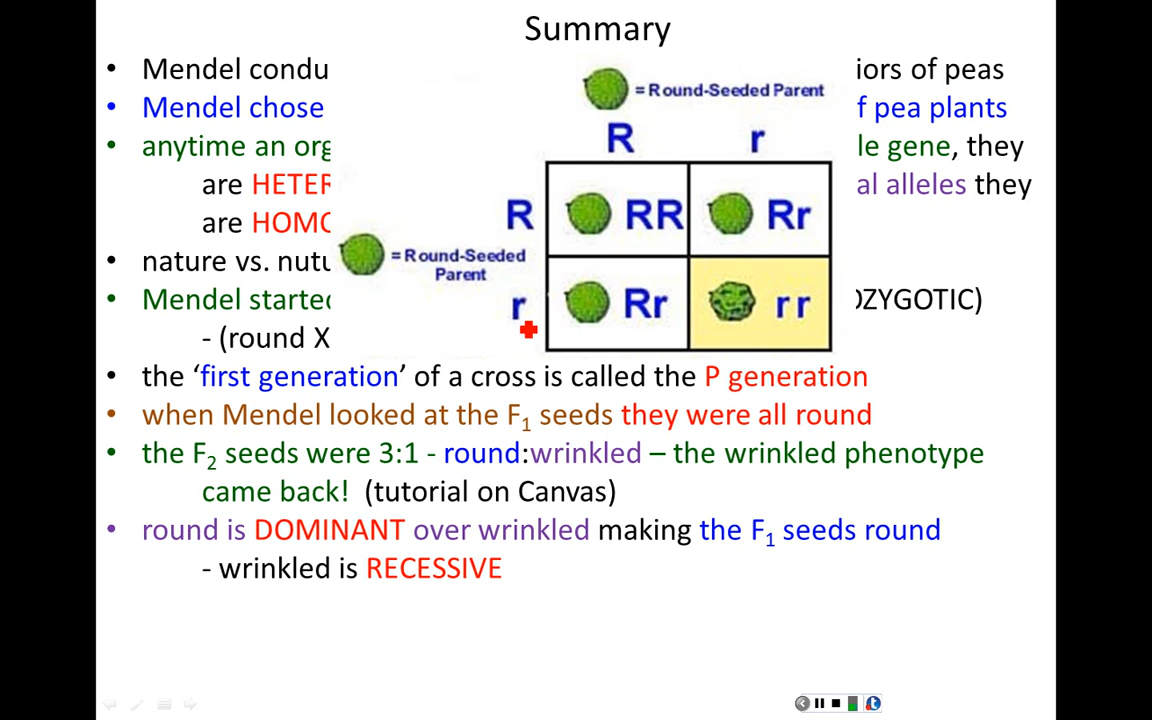 Summary
• Mendel condu iors of peas
• Mendel chose f pea plants
• anytime an org le gene, they
are HETER al alleles they
are HOMO
• nature vs. nutu
• Mendel started OZYGOTIC)
- (round X
= Round-Seeded Parent
R r
R RR Rr
= Round-Seeded
Parent
r Rr rr
• the ‘first generation’ of a cross is called the P generation
• when Mendel looked at the F1 seeds they were all round
• the F2 seeds were 3:1 - round:wrinkled – the wrinkled phenotype
came back! (tutorial on Canvas)
• round is DOMINANT over wrinkled making the F1 seeds round
- wrinkled is RECESSIVE